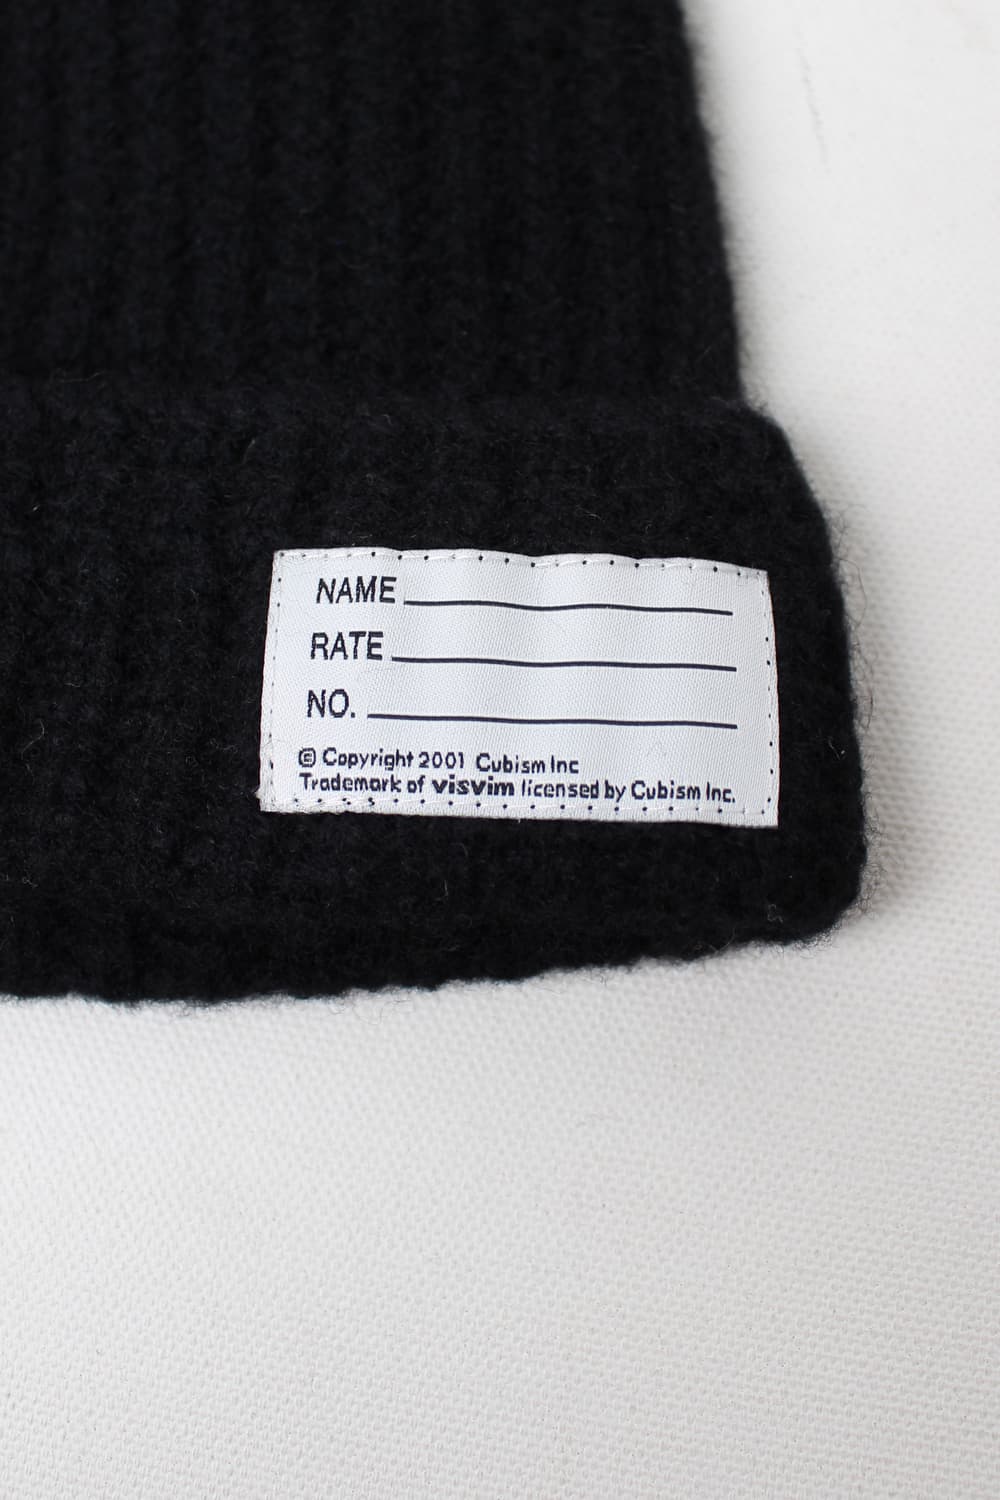 NAME
RATE
NO.
© Copyright 2001 Cubism Inc
Trademark of visvim licensed by Cubism Inc.